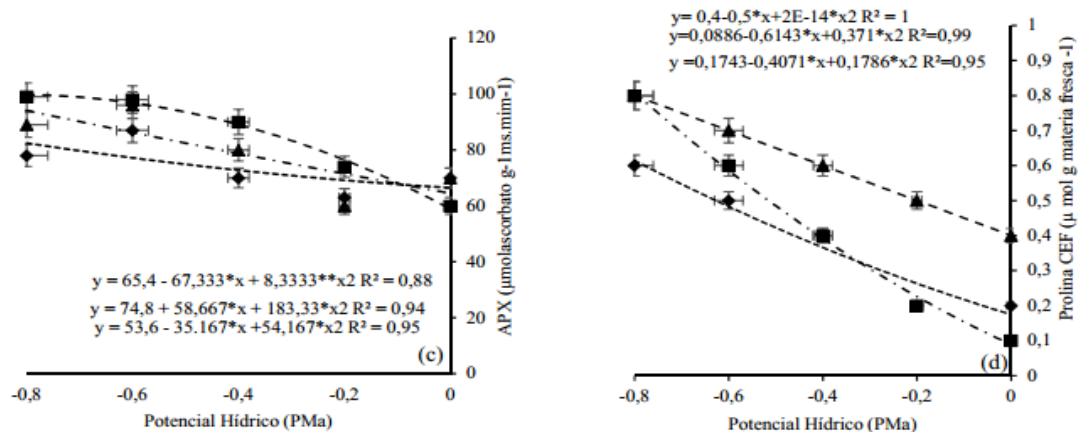 120
100
80
60
40
20
0
APX (µmolascorbato g-1ms.mim-1)
y = 65,4 - 67,333*x + 8,3333**x2 R² = 0,88
y = 74,8 + 58,667*x + 183,33*x2 R² = 0,94
y = 53,6 - 35.167*x +54,167*x2 R² = 0,95
(c)
-0,8 -0,6 -0,4 -0,2 0
Potencial Hídrico (PMa)
y= 0,4-0,5*x+2E-14*x2 R² = 1
y=0,0886-0,6143*x+0,371*x2 R²=0,99
y =0,1743-0,4071*x+0,1786*x2 R²=0,95
1
0,9
0,8
0,7
0,6
0,5
0,4
0,3
0,2
0,1
0
Prolina CEF (µ mol g materia fresca -1)
(d)
-0,8 -0,6 -0,4 -0,2 0
Potencial Hídrico (PMa)